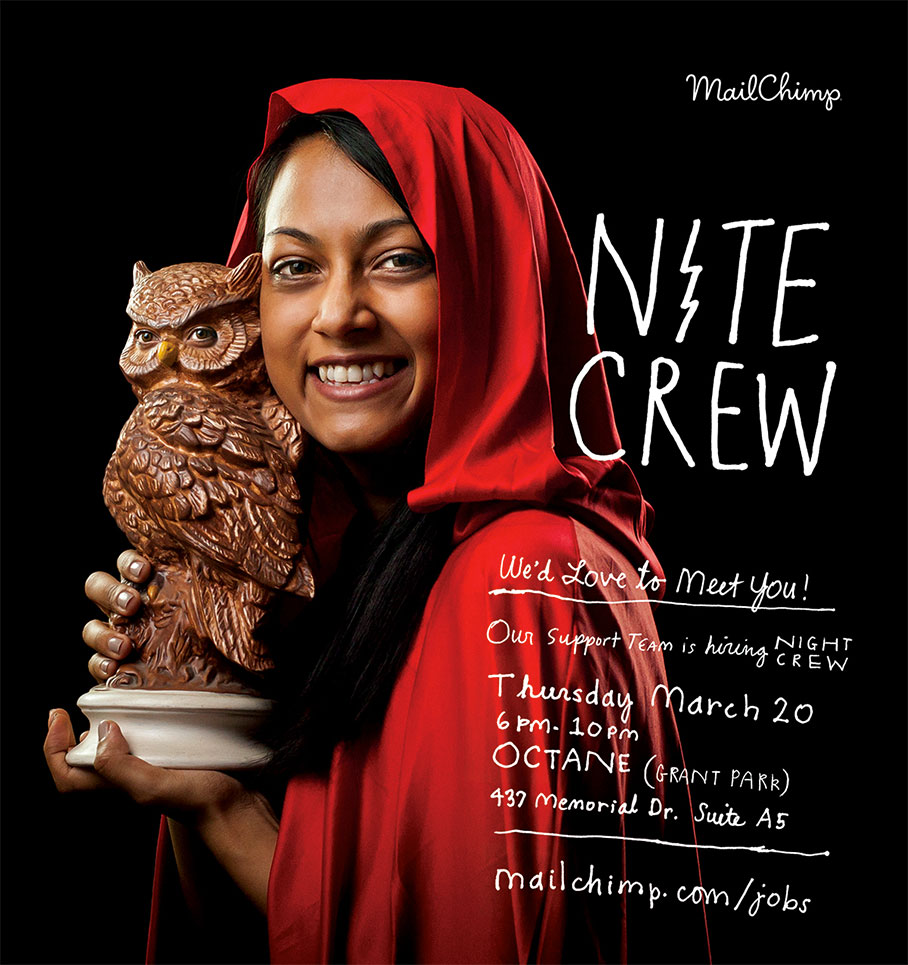 MailChimp
NITE
CREW
We'd Love to Meet You!
Our Support Team is hiring NIGHT CREW
Thursday March 20
6pm-10pm
OCTANE (GRANT PARK)
437 Memorial Dr. Suite A5
mailchimp.com/jobs